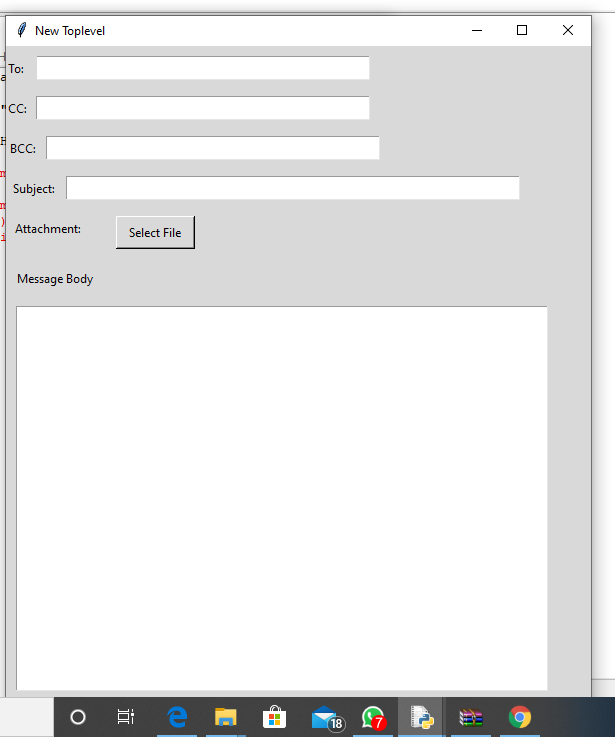 New Toplevel
To:
CC:
BCC:
Subject:
Attachment:
Select File
Message Body
18
7